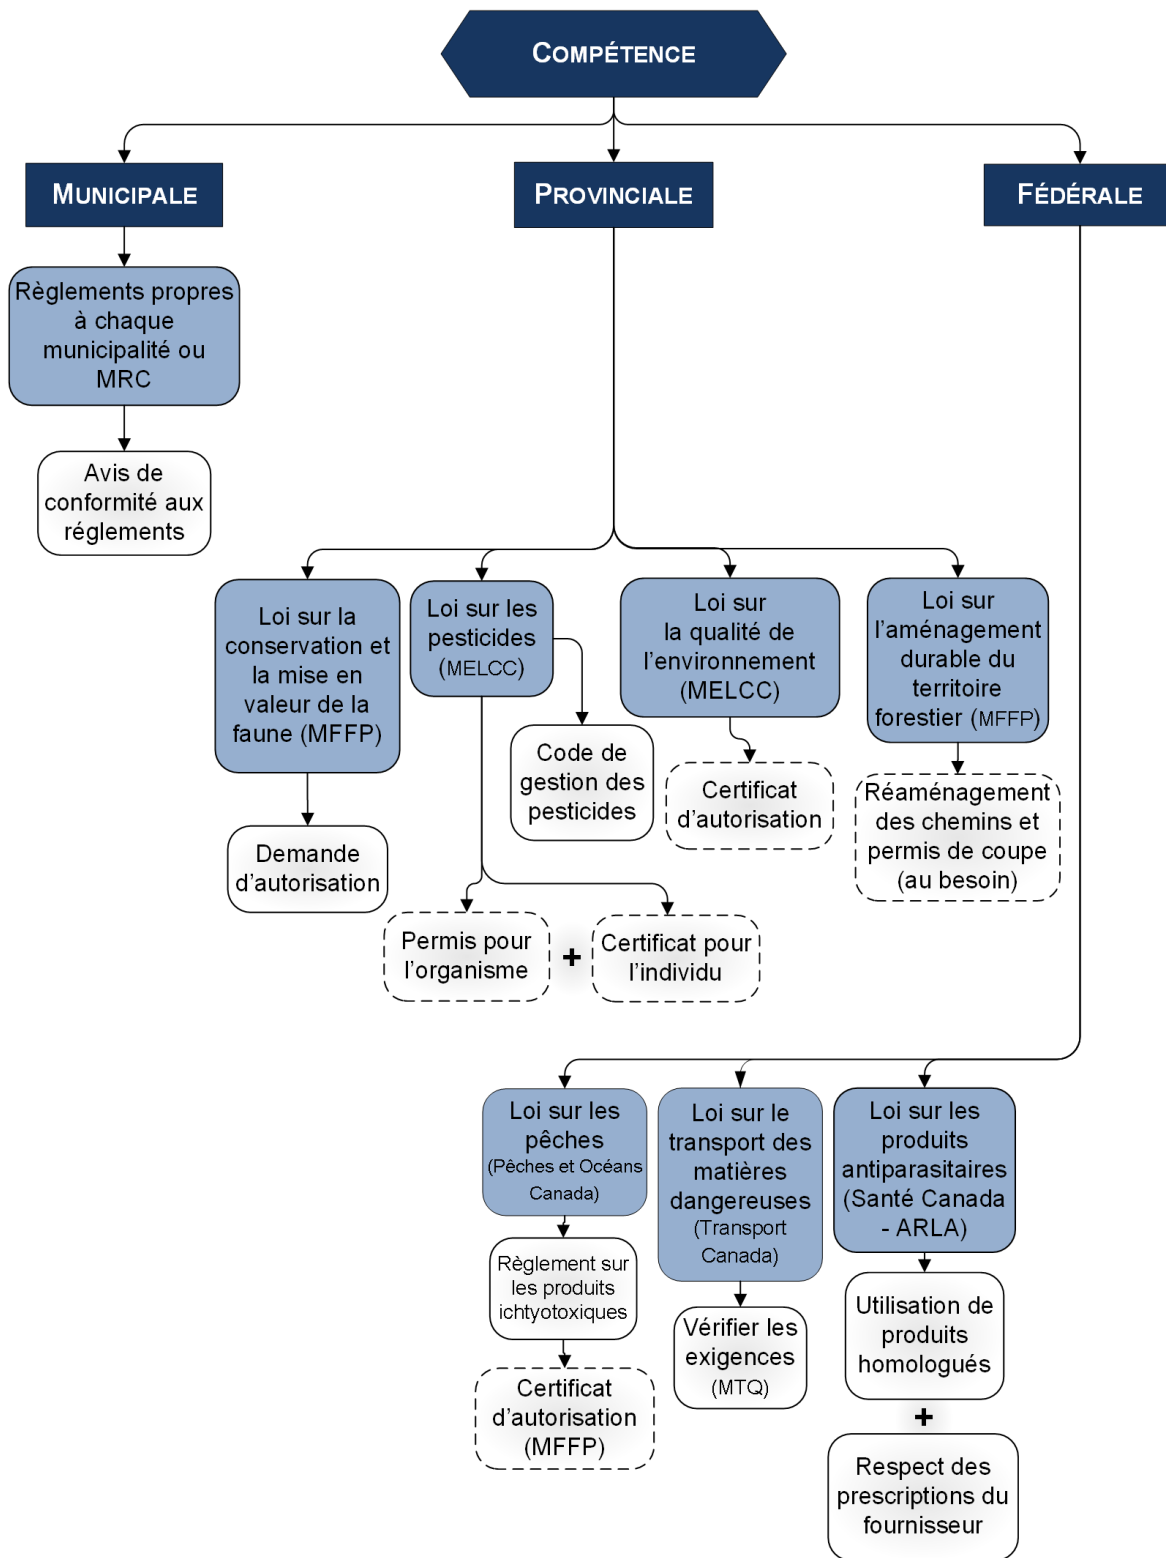 COMPÉTENCE
MUNICIPALE
PROVINCIALE
FÉDÉRALE
Règlements propres
à chaque
municipalité ou
MRC
Avis de
conformité aux
réglements
Loi sur la
conservation et
la mise en
valeur de la
faune (MFFP)
Demande
d'autorisation
Loi sur les
pesticides
(MELCC)
Code de
gestion des
pesticides
Permis pour
l'organisme
+
Certificat pour
l'individu
Loi sur
la qualité de
l'environnement
(MELCC)
Certificat
d'autorisation
Loi sur
l'aménagement
durable du
territoire
forestier (MFFP)
Réaménagement
des chemins et
permis de coupe
(au besoin)
Loi sur les
pêches
(Pêches et Océans
Canada)
Règlement sur
les produits
ichtyotoxiques
Certificat
d'autorisation
(MFFP)
Loi sur le
transport des
matières
dangereuses
(Transport
Canada)
Vérifier les
exigences
(MTQ)
Loi sur les
produits
antiparasitaires
(Santé Canada
- ARLA)
Utilisation de
produits
homologués
+
Respect des
prescriptions du
fournisseur